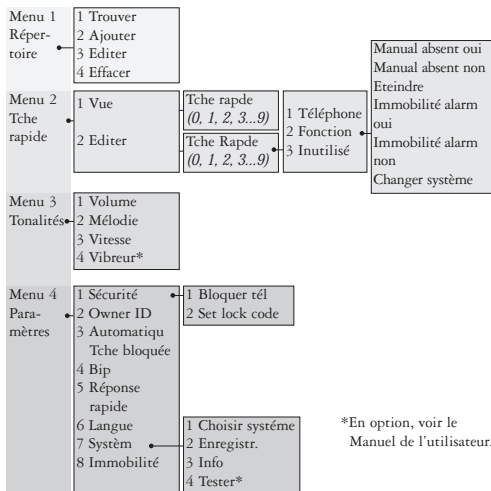 Menu 1
Réper-
toire
1 Trouver
2 Ajouter
3 Editer
4 Effacer
Menu 2
Tche
rapide
1 Vue
2 Editer
Tche rapde
(0, 1, 2, 3...9)
Tche Rapde
(0, 1, 2, 3...9)
1 Téléphone
2 Fonction
3 Inutilisé
Manual absent oui
Manual absent non
Eteindre
Immobilité alarm
oui
Immobilité alarm
non
Changer système
Menu 3
Tonalités
1 Volume
2 Mélodie
3 Vitesse
4 Vibreur*
Menu 4
Para-
mètres
1 Sécurité
2 Owner ID
3 Automatiqu
Tche bloquée
4 Bip
5 Réponse
rapide
6 Langue
7 Systèm
8 Immobilité
1 Bloquer tél
2 Set lock code
1 Choisir systéme
2 Enregistr.
3 Info
4 Tester*
*En option, voir le
Manuel de l'utilisateur.